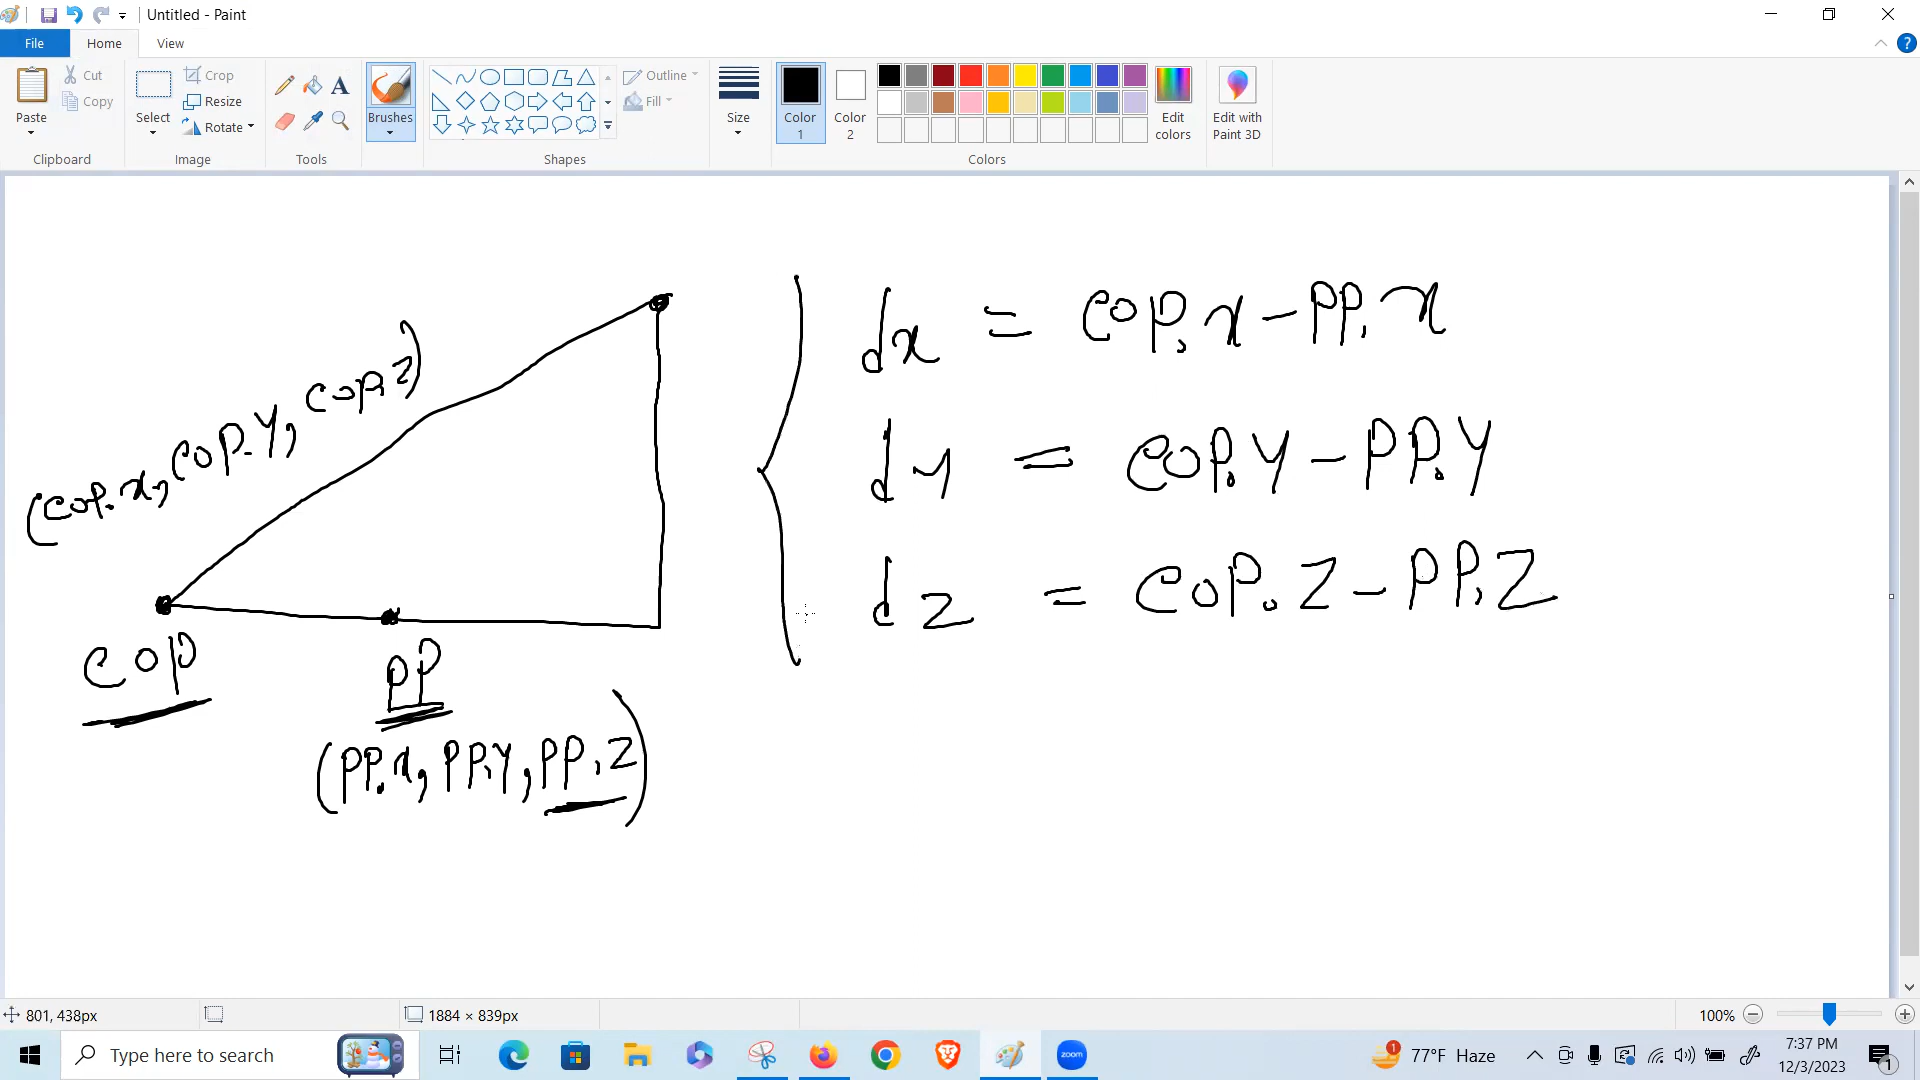 Untitled - Paint
File Home View
Paste Cut Copy Select Crop Resize Rotate Brushes Outline Fill Size Color 1 Color 2 Edit colors Edit with Paint 3D
Clipboard Image Tools Shapes Colors
(COP.x, COP.Y, COP.Z)
COP
PP
(PP.x, PP.Y, PP.Z)
dx = COP.x - PP.x
dy = COP.Y - PP.Y
dz = COP.Z - PP.Z
801, 438px 1884 × 839px 100%
Type here to search zoom 1 77°F Haze 7:37 PM 12/3/2023 1